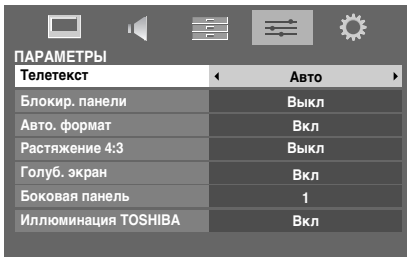 ПАРАМЕТРЫ
Телетекст Авто
Блокир. панели Выкл
Авто. формат Вкл
Растяжение 4:3 Выкл
Голуб. экран Вкл
Боковая панель 1
Иллюминация TOSHIBA Вкл